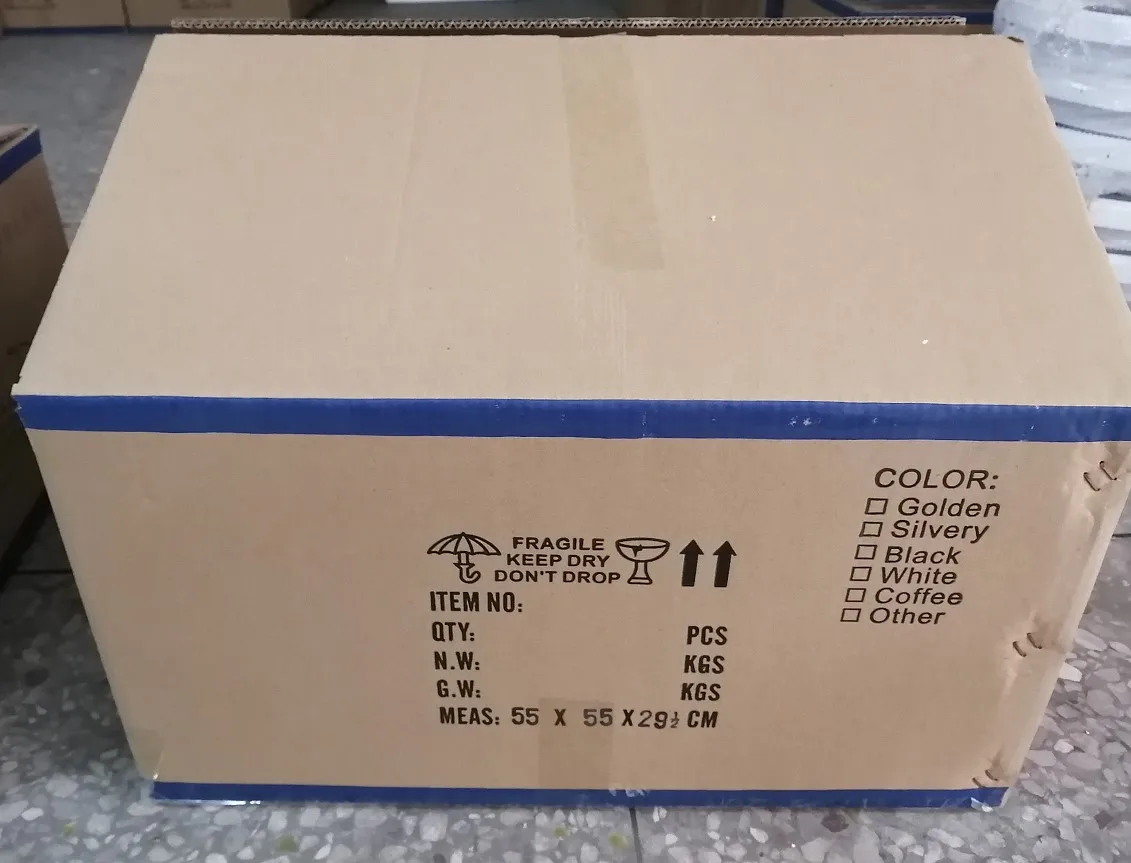 FRAGILE
KEEP DRY
DON'T DROP
ITEM NO:
QTY: PCS
N.W: KGS
G.W: KGS
MEAS: 55 X 55 X 29½ CM
COLOR:
Golden
Silvery
Black
White
Coffee
Other